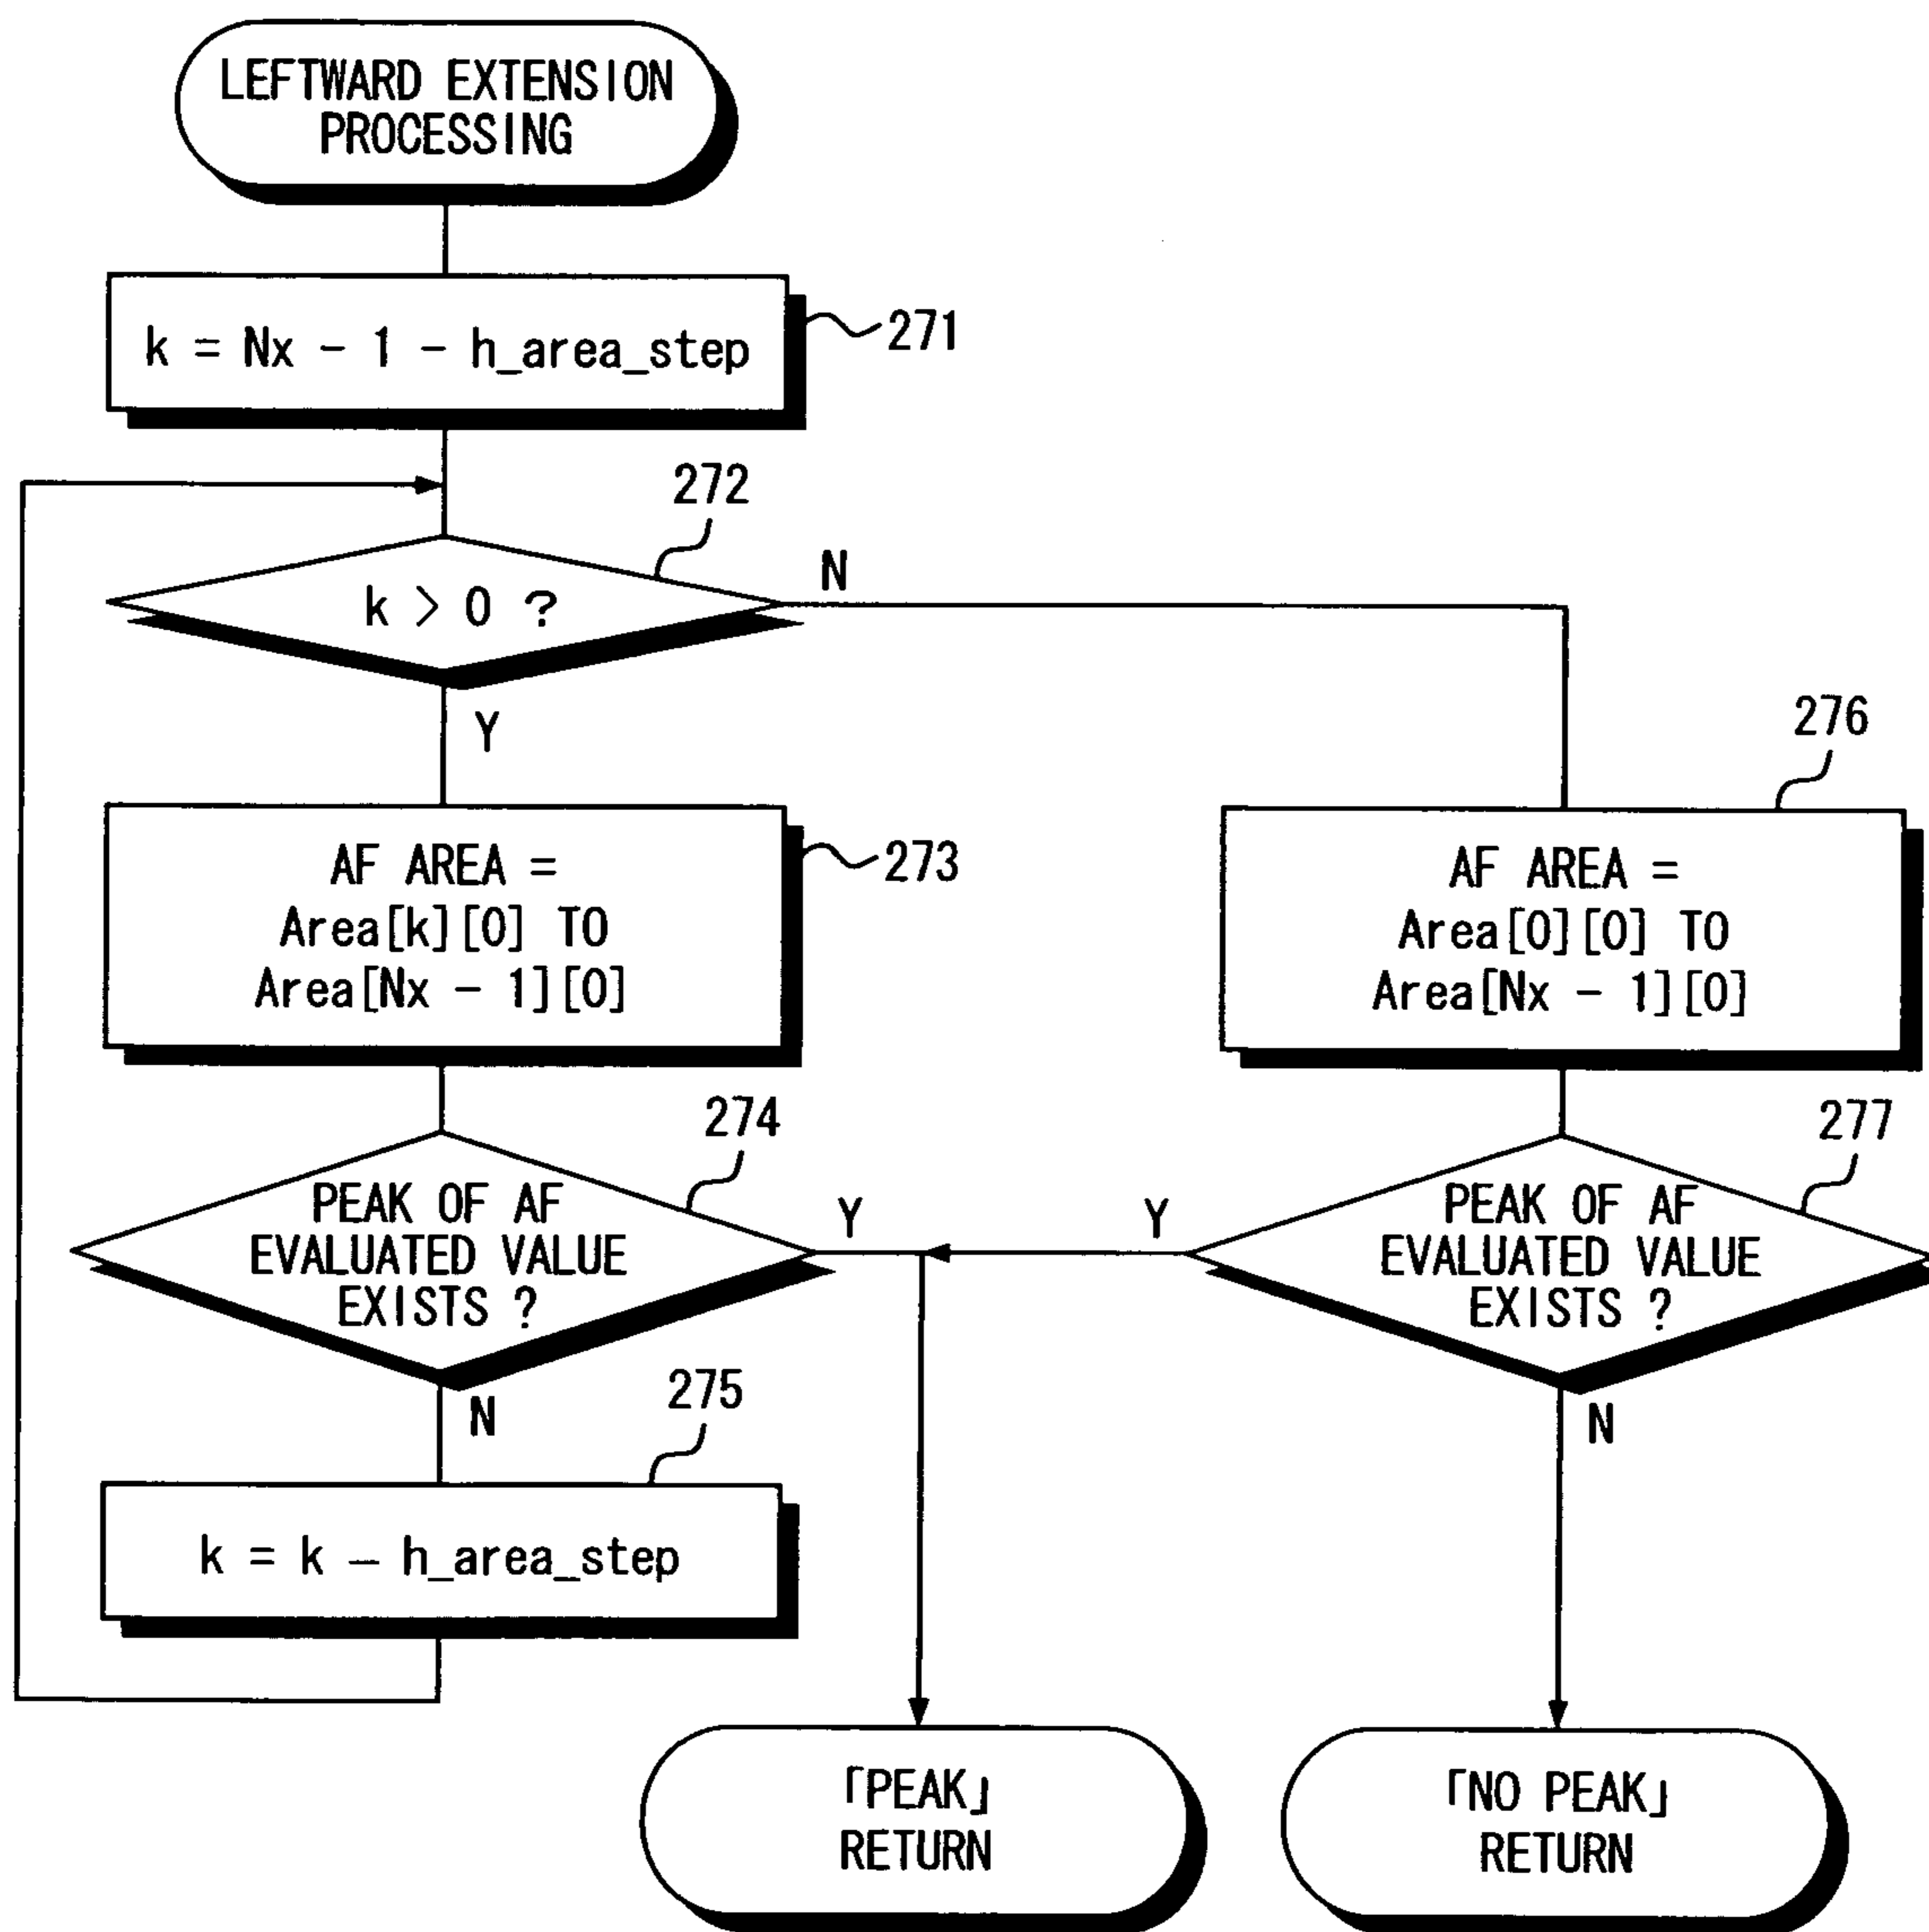 LEFTWARD EXTENSION
PROCESSING
k = Nx - 1 - h_area_step
271
272
k > 0 ?
N
Y
AF AREA =
Area[k][0] TO
Area[Nx - 1][0]
273
276
AF AREA =
Area[0][0] TO
Area[Nx - 1][0]
274
PEAK OF AF
EVALUATED VALUE
EXISTS ?
Y
N
277
PEAK OF AF
EVALUATED VALUE
EXISTS ?
Y
N
275
k = k - h_area_step
「PEAK」
RETURN
「NO PEAK」
RETURN